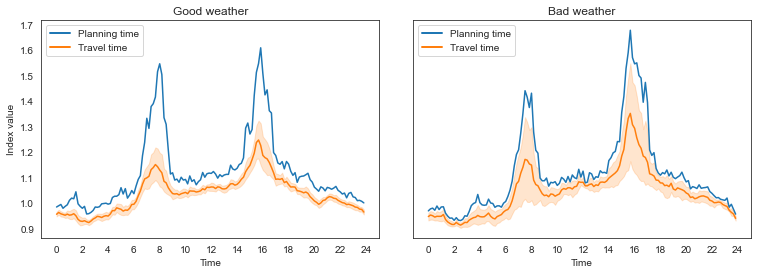 Good weather
Planning time
Travel time
Index value
1.7
1.6
1.5
1.4
1.3
1.2
1.1
1.0
0.9
0 2 4 6 8 10 12 14 16 18 20 22 24
Time
Bad weather
Planning time
Travel time
0 2 4 6 8 10 12 14 16 18 20 22 24
Time